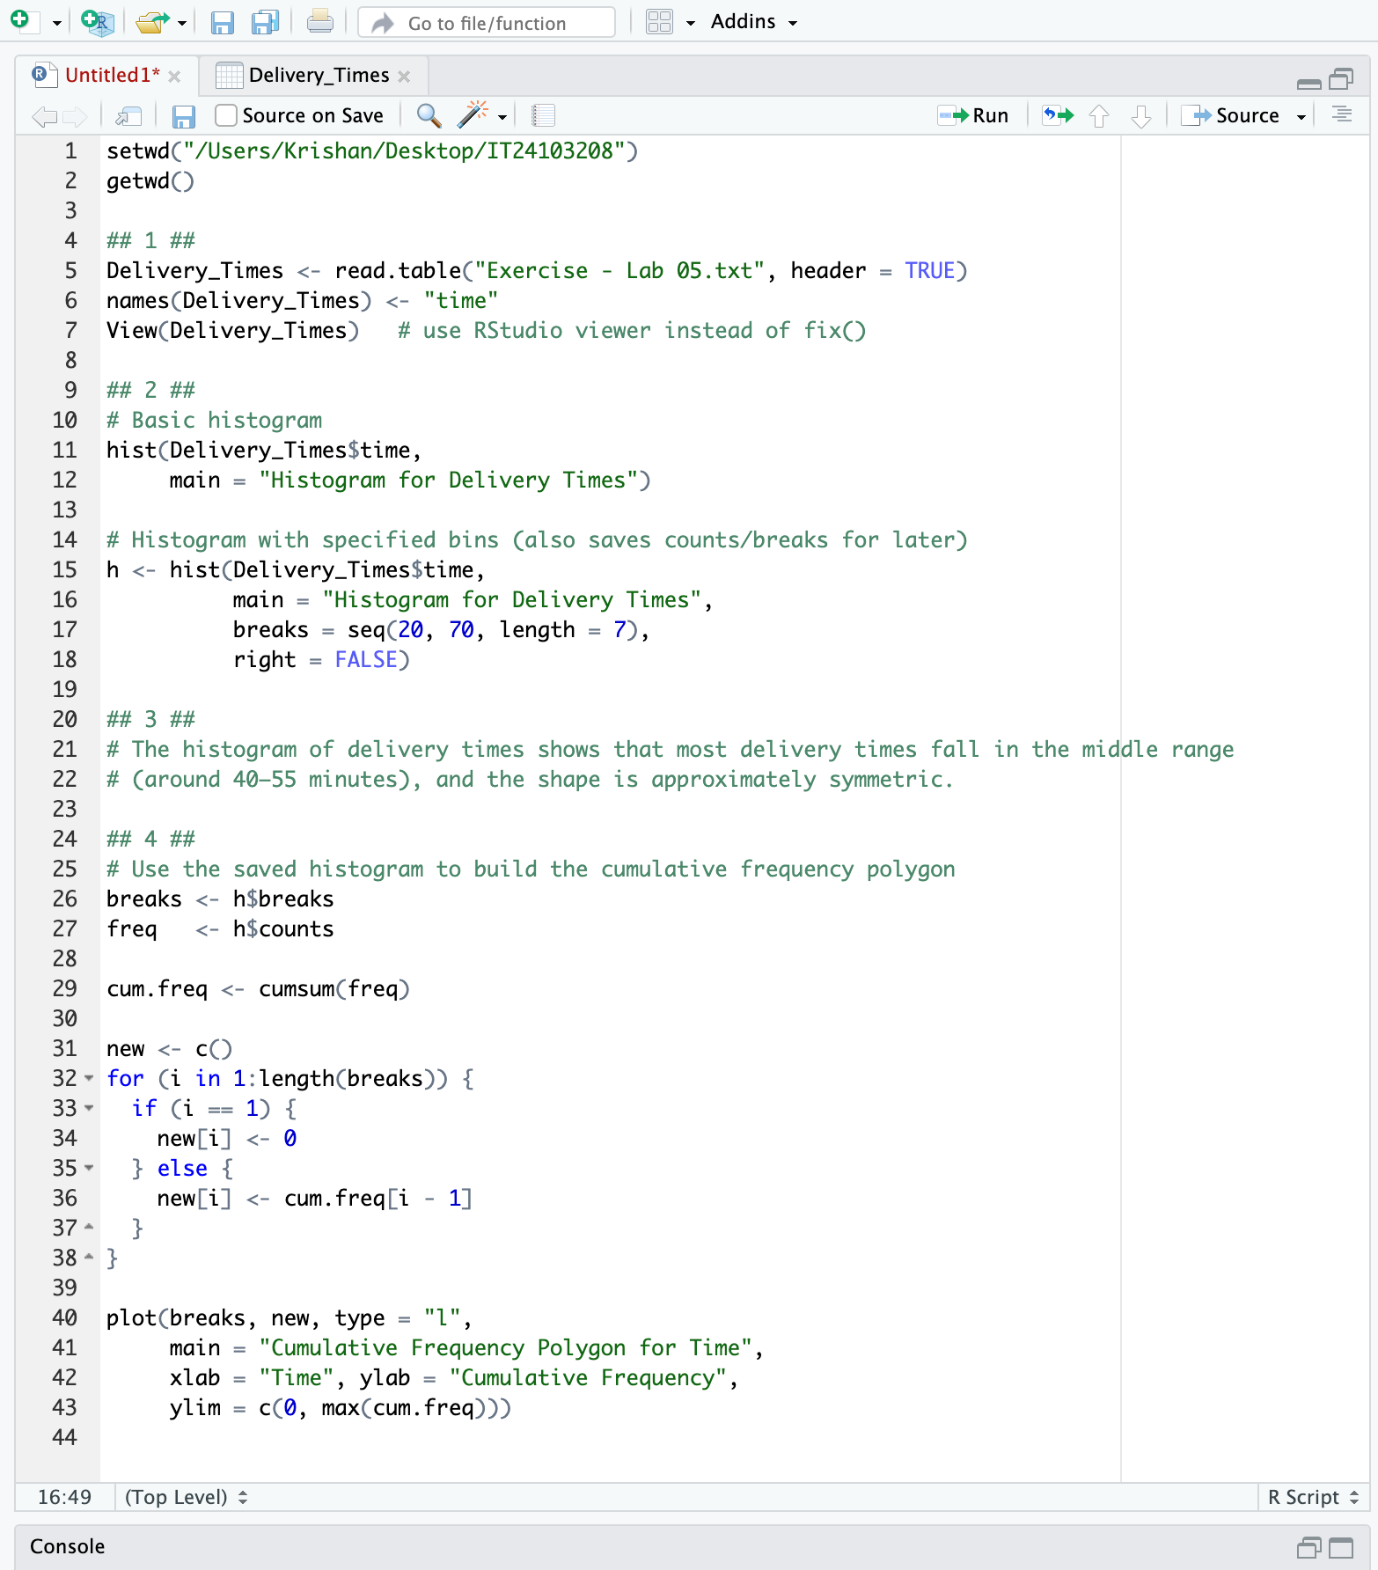 Go to file/function
Addins
Untitled1*
Delivery_Times
Source on Save
Run
Source
1 setwd("/Users/Krishan/Desktop/IT24103208")
2 getwd()
3
4 ## 1 ##
5 Delivery_Times <- read.table("Exercise - Lab 05.txt", header = TRUE)
6 names(Delivery_Times) <- "time"
7 View(Delivery_Times)   # use RStudio viewer instead of fix()
8
9 ## 2 ##
10 # Basic histogram
11 hist(Delivery_Times$time,
12      main = "Histogram for Delivery Times")
13
14 # Histogram with specified bins (also saves counts/breaks for later)
15 h <- hist(Delivery_Times$time,
16           main = "Histogram for Delivery Times",
17           breaks = seq(20, 70, length = 7),
18           right = FALSE)
19
20 ## 3 ##
21 # The histogram of delivery times shows that most delivery times fall in the middle range
22 # (around 40–55 minutes), and the shape is approximately symmetric.
23
24 ## 4 ##
25 # Use the saved histogram to build the cumulative frequency polygon
26 breaks <- h$breaks
27 freq   <- h$counts
28
29 cum.freq <- cumsum(freq)
30
31 new <- c()
32 for (i in 1:length(breaks)) {
33   if (i == 1) {
34     new[i] <- 0
35   } else {
36     new[i] <- cum.freq[i - 1]
37   }
38 }
39
40 plot(breaks, new, type = "l",
41      main = "Cumulative Frequency Polygon for Time",
42      xlab = "Time", ylab = "Cumulative Frequency",
43      ylim = c(0, max(cum.freq)))
44
16:49 (Top Level) R Script
Console